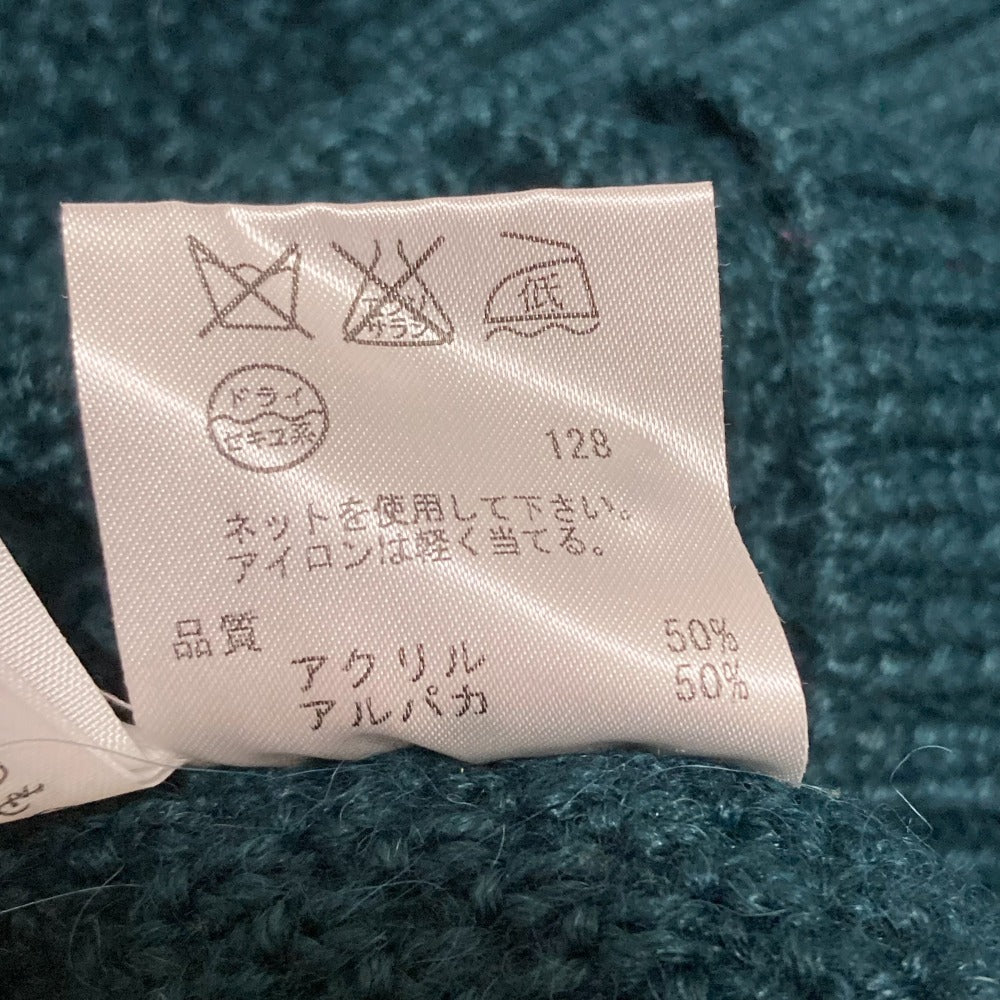 エンソ
サラシ
低
ドライ
セキユ系
128
ネットを使用して下さい。
アイロンは軽く当てる。
品質
アクリル 50%
アルパカ 50%